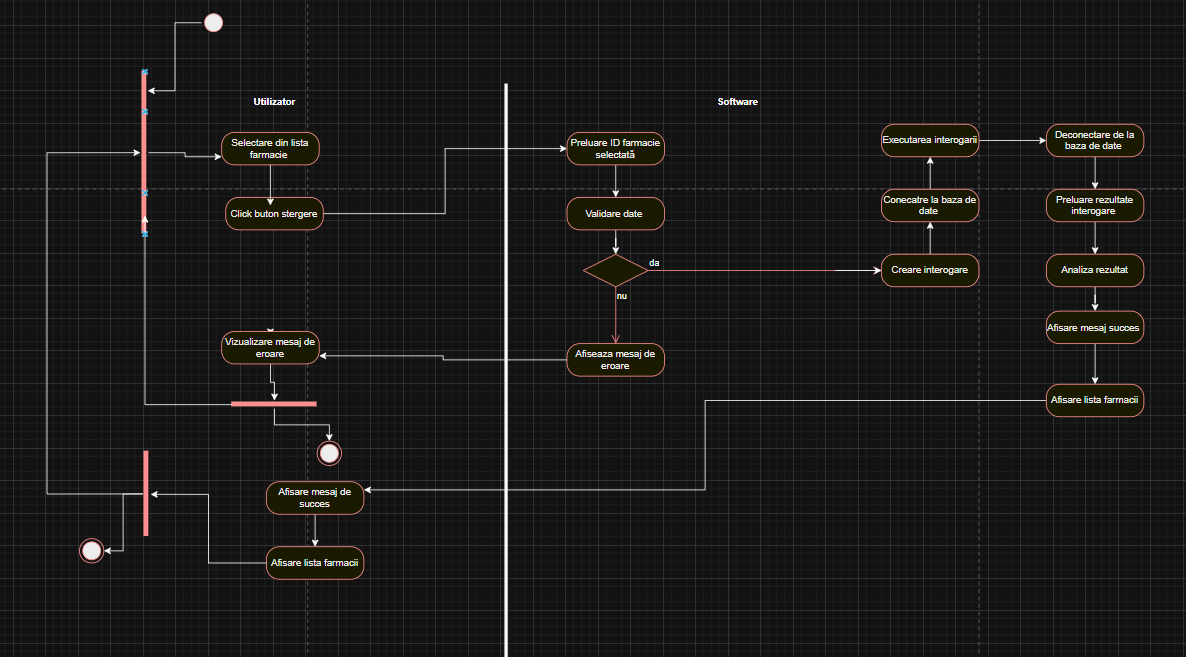 Utilizator
Selectare din lista
farmacie
Click buton stergere
Vizualizare mesaj de
eroare
Afisare mesaj de
succes
Afisare lista farmacii
Software
Preluare ID farmacie
selectată
Validare date
da
nu
Afiseaza mesaj de
eroare
Executarea interogarii
Conecatre la baza de
date
Creare interogare
Deconectare de la
baza de date
Preluare rezultate
interogare
Analiza rezultat
Afisare mesaj succes
Afisare lista farmacii